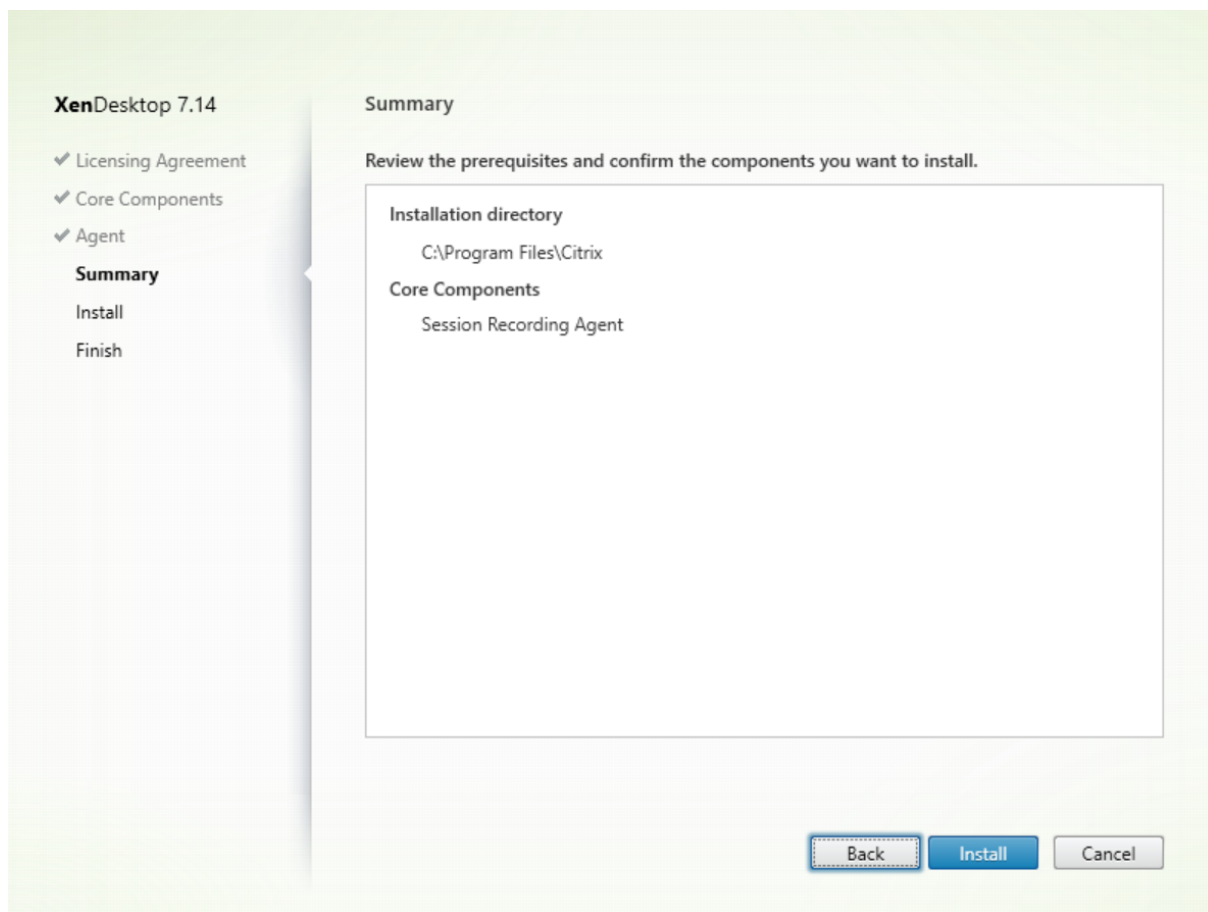 XenDesktop 7.14
Licensing Agreement
Core Components
Agent
Summary
Install
Finish
Summary
Review the prerequisites and confirm the components you want to install.
Installation directory
C:\Program Files\Citrix
Core Components
Session Recording Agent
Back
Install
Cancel